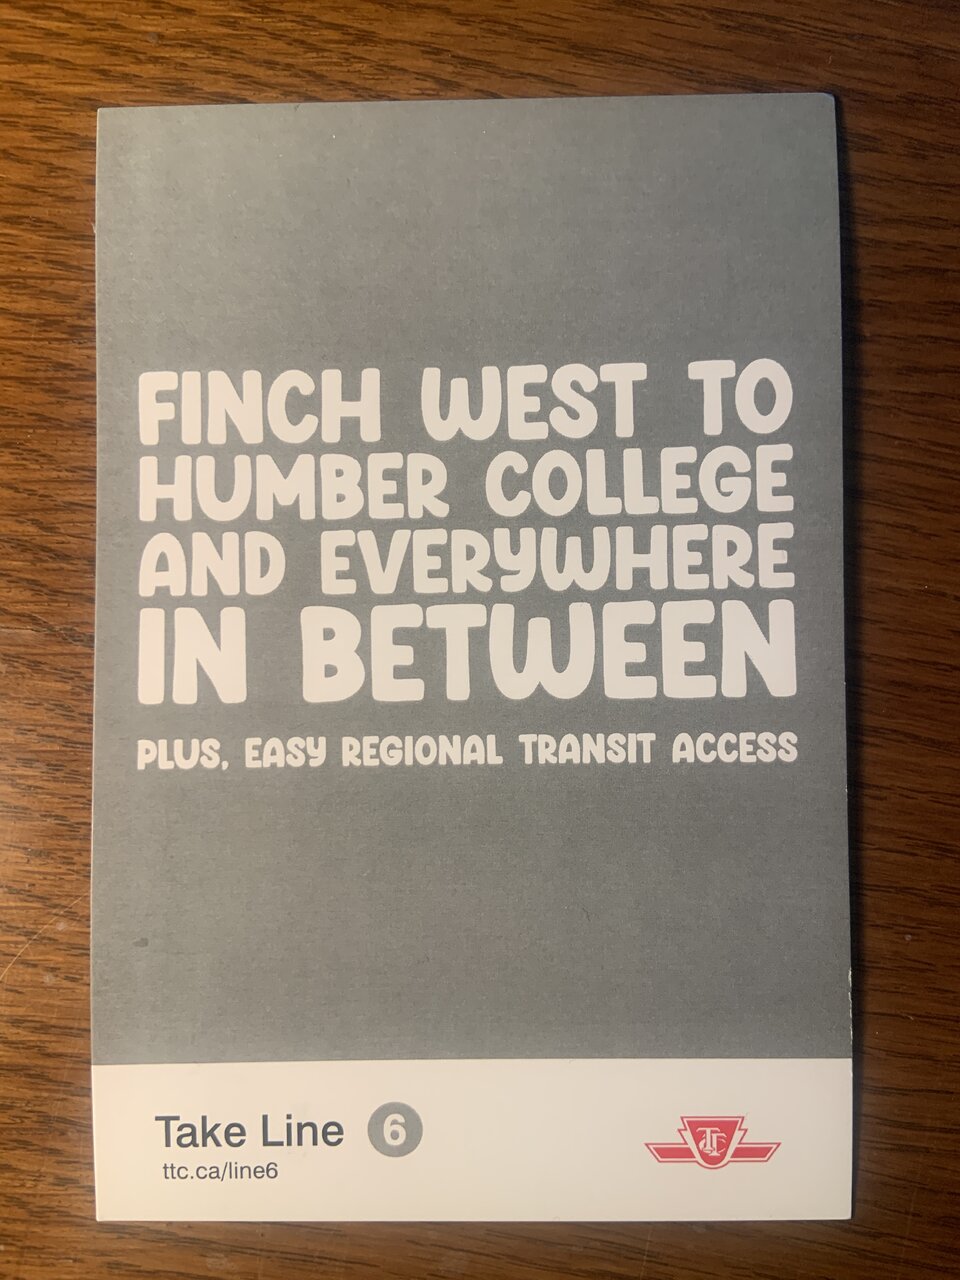 FINCH WEST TO
HUMBER COLLEGE
AND EVERYWHERE
IN BETWEEN
PLUS, EASY REGIONAL TRANSIT ACCESS
Take Line 6
ttc.ca/line6
TTC